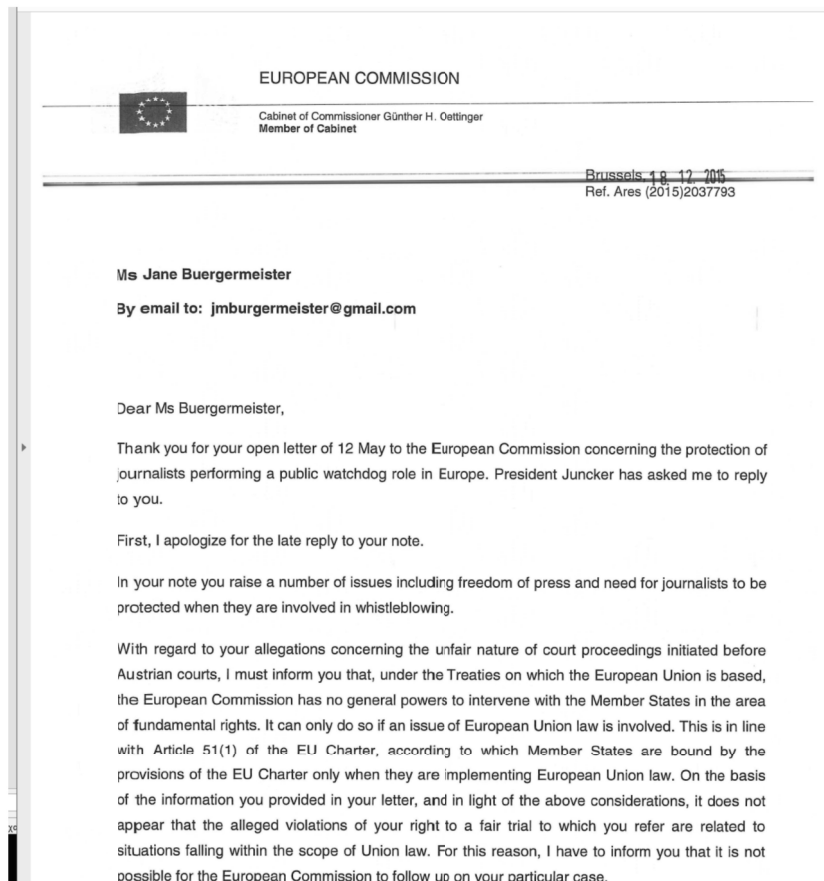 EUROPEAN COMMISSION
Cabinet of Commissioner Günther H. Oettinger
Member of Cabinet
Brussels, 18. 12. 2015
Ref. Ares (2015)2037793
Ms Jane Buergermeister
By email to: jmburgermeister@gmail.com
Dear Ms Buergermeister,
Thank you for your open letter of 12 May to the European Commission concerning the protection of
journalists performing a public watchdog role in Europe. President Juncker has asked me to reply
to you.
First, I apologize for the late reply to your note.
In your note you raise a number of issues including freedom of press and need for journalists to be
protected when they are involved in whistleblowing.
With regard to your allegations concerning the unfair nature of court proceedings initiated before
Austrian courts, I must inform you that, under the Treaties on which the European Union is based,
the European Commission has no general powers to intervene with the Member States in the area
of fundamental rights. It can only do so if an issue of European Union law is involved. This is in line
with Article 51(1) of the EU Charter, according to which Member States are bound by the
provisions of the EU Charter only when they are implementing European Union law. On the basis
of the information you provided in your letter, and in light of the above considerations, it does not
appear that the alleged violations of your right to a fair trial to which you refer are related to
situations falling within the scope of Union law. For this reason, I have to inform you that it is not
possible for the European Commission to follow up on your particular case.